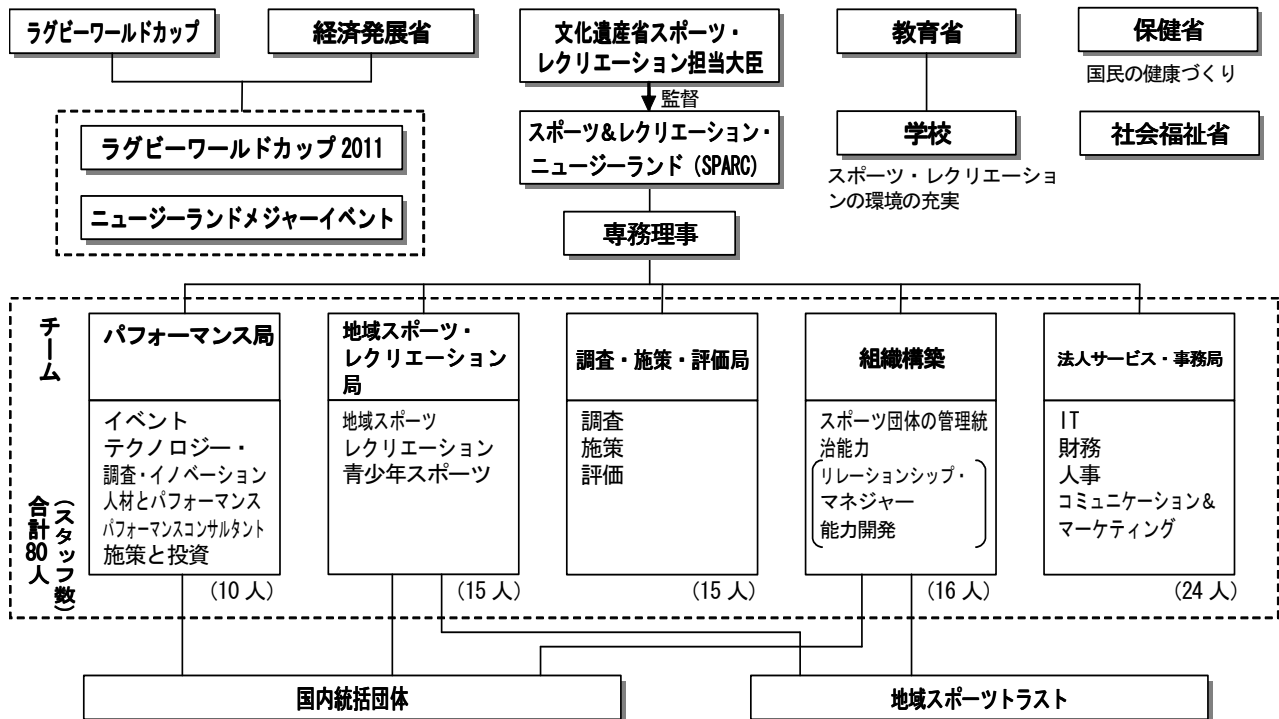 ラグビーワールドカップ
経済発展省
文化遺産省スポーツ・
レクリエーション担当大臣
教育省
保健省
国民の健康づくり
監督
ラグビーワールドカップ 2011
スポーツ&レクリエーション・
ニュージーランド (SPARC)
学校
社会福祉省
スポーツ・レクリエーショ
ンの環境の充実
ニュージーランドメジャーイベント
専務理事
チーム
パフォーマンス局
地域スポーツ・
レクリエーション
局
調査・施策・評価局
組織構築
法人サービス・事務局
イベント
テクノロジー・
調査・イノベーション
人材とパフォーマンス
パフォーマンスコンサルタント
施策と投資
地域スポーツ
レクリエーション
青少年スポーツ
調査
施策
評価
スポーツ団体の管理統
治能力
リレーションシップ・
マネジャー
能力開発
IT
財務
人事
コミュニケーション&
マーケティング
(スタッフ数)
合計80人
(10 人)
(15 人)
(15 人)
(16 人)
(24 人)
国内統括団体
地域スポーツトラスト